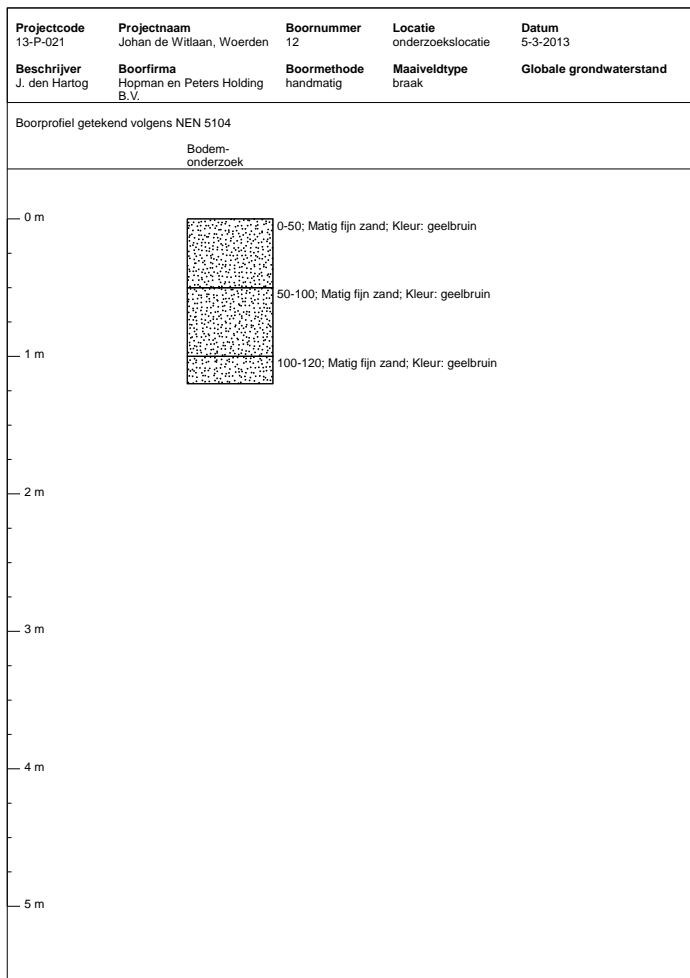 Projectcode Projectnaam Boornummer Locatie Datum
13-P-021 Johan de Witlaan, Woerden 12 onderzoekslocatie 5-3-2013
Beschrijver Boorfirma Boormethode Maaiveldtype Globale grondwaterstand
J. den Hartog Hopman en Peters Holding handmatig braak
B.V.
Boorprofiel getekend volgens NEN 5104
Bodem-
onderzoek
0 m
0-50; Matig fijn zand; Kleur: geelbruin
50-100; Matig fijn zand; Kleur: geelbruin
1 m
100-120; Matig fijn zand; Kleur: geelbruin
2 m
3 m
4 m
5 m